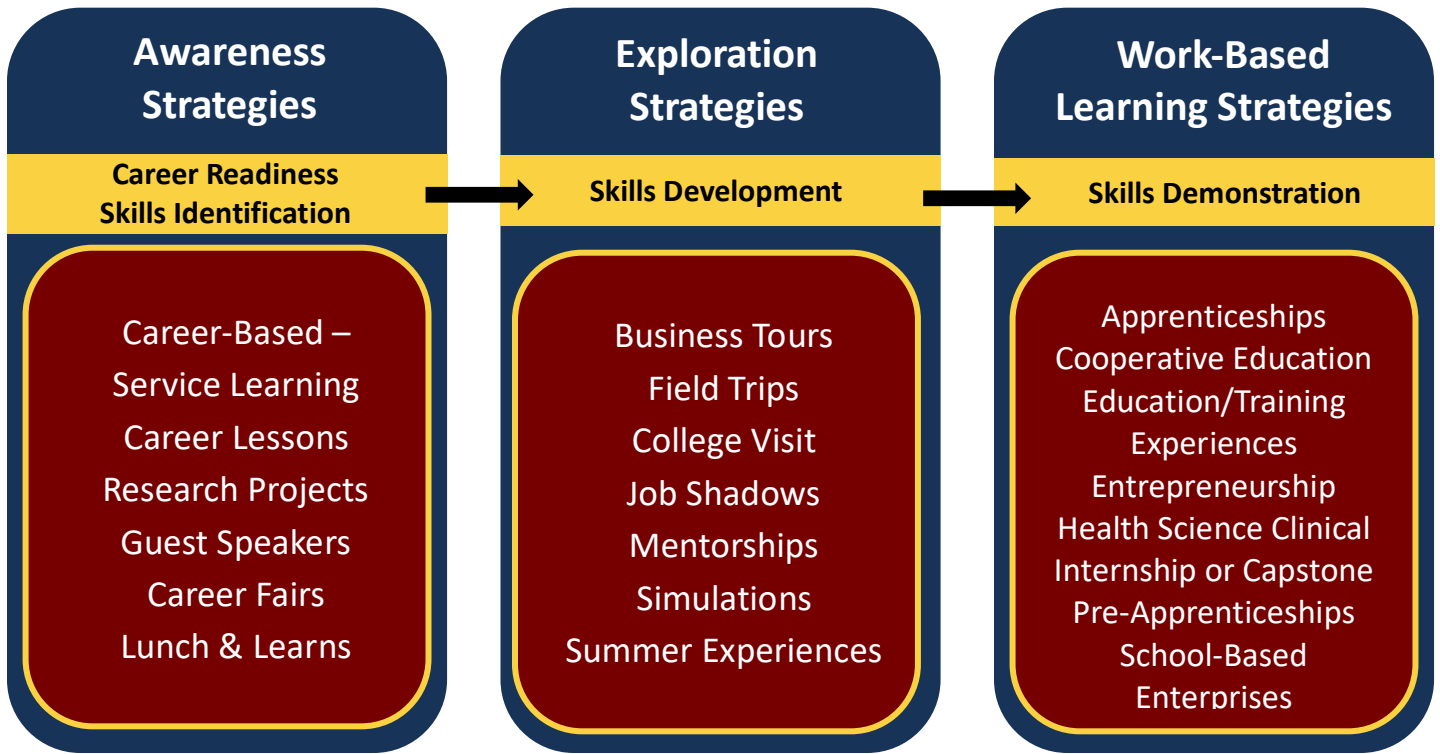 Awareness
Strategies
Career Readiness
Skills Identification
Career-Based –
Service Learning
Career Lessons
Research Projects
Guest Speakers
Career Fairs
Lunch & Learns
Exploration
Strategies
Skills Development
Business Tours
Field Trips
College Visit
Job Shadows
Mentorships
Simulations
Summer Experiences
Work-Based
Learning Strategies
Skills Demonstration
Apprenticeships
Cooperative Education
Education/Training
Experiences
Entrepreneurship
Health Science Clinical
Internship or Capstone
Pre-Apprenticeships
School-Based
Enterprises